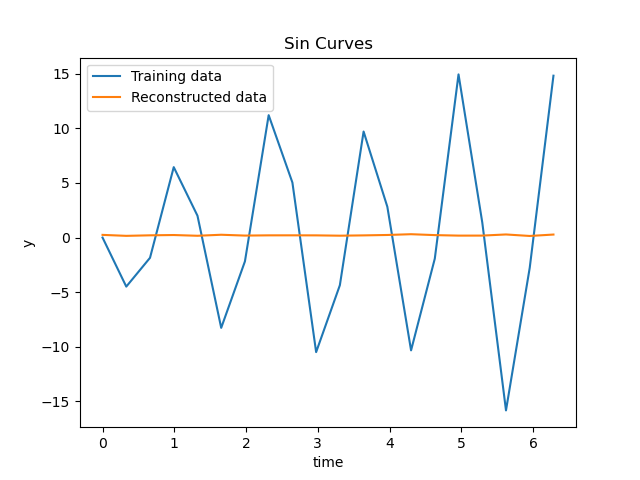 Sin Curves
Training data
Reconstructed data
15
10
5
0
−5
−10
−15
y
0 1 2 3 4 5 6
time